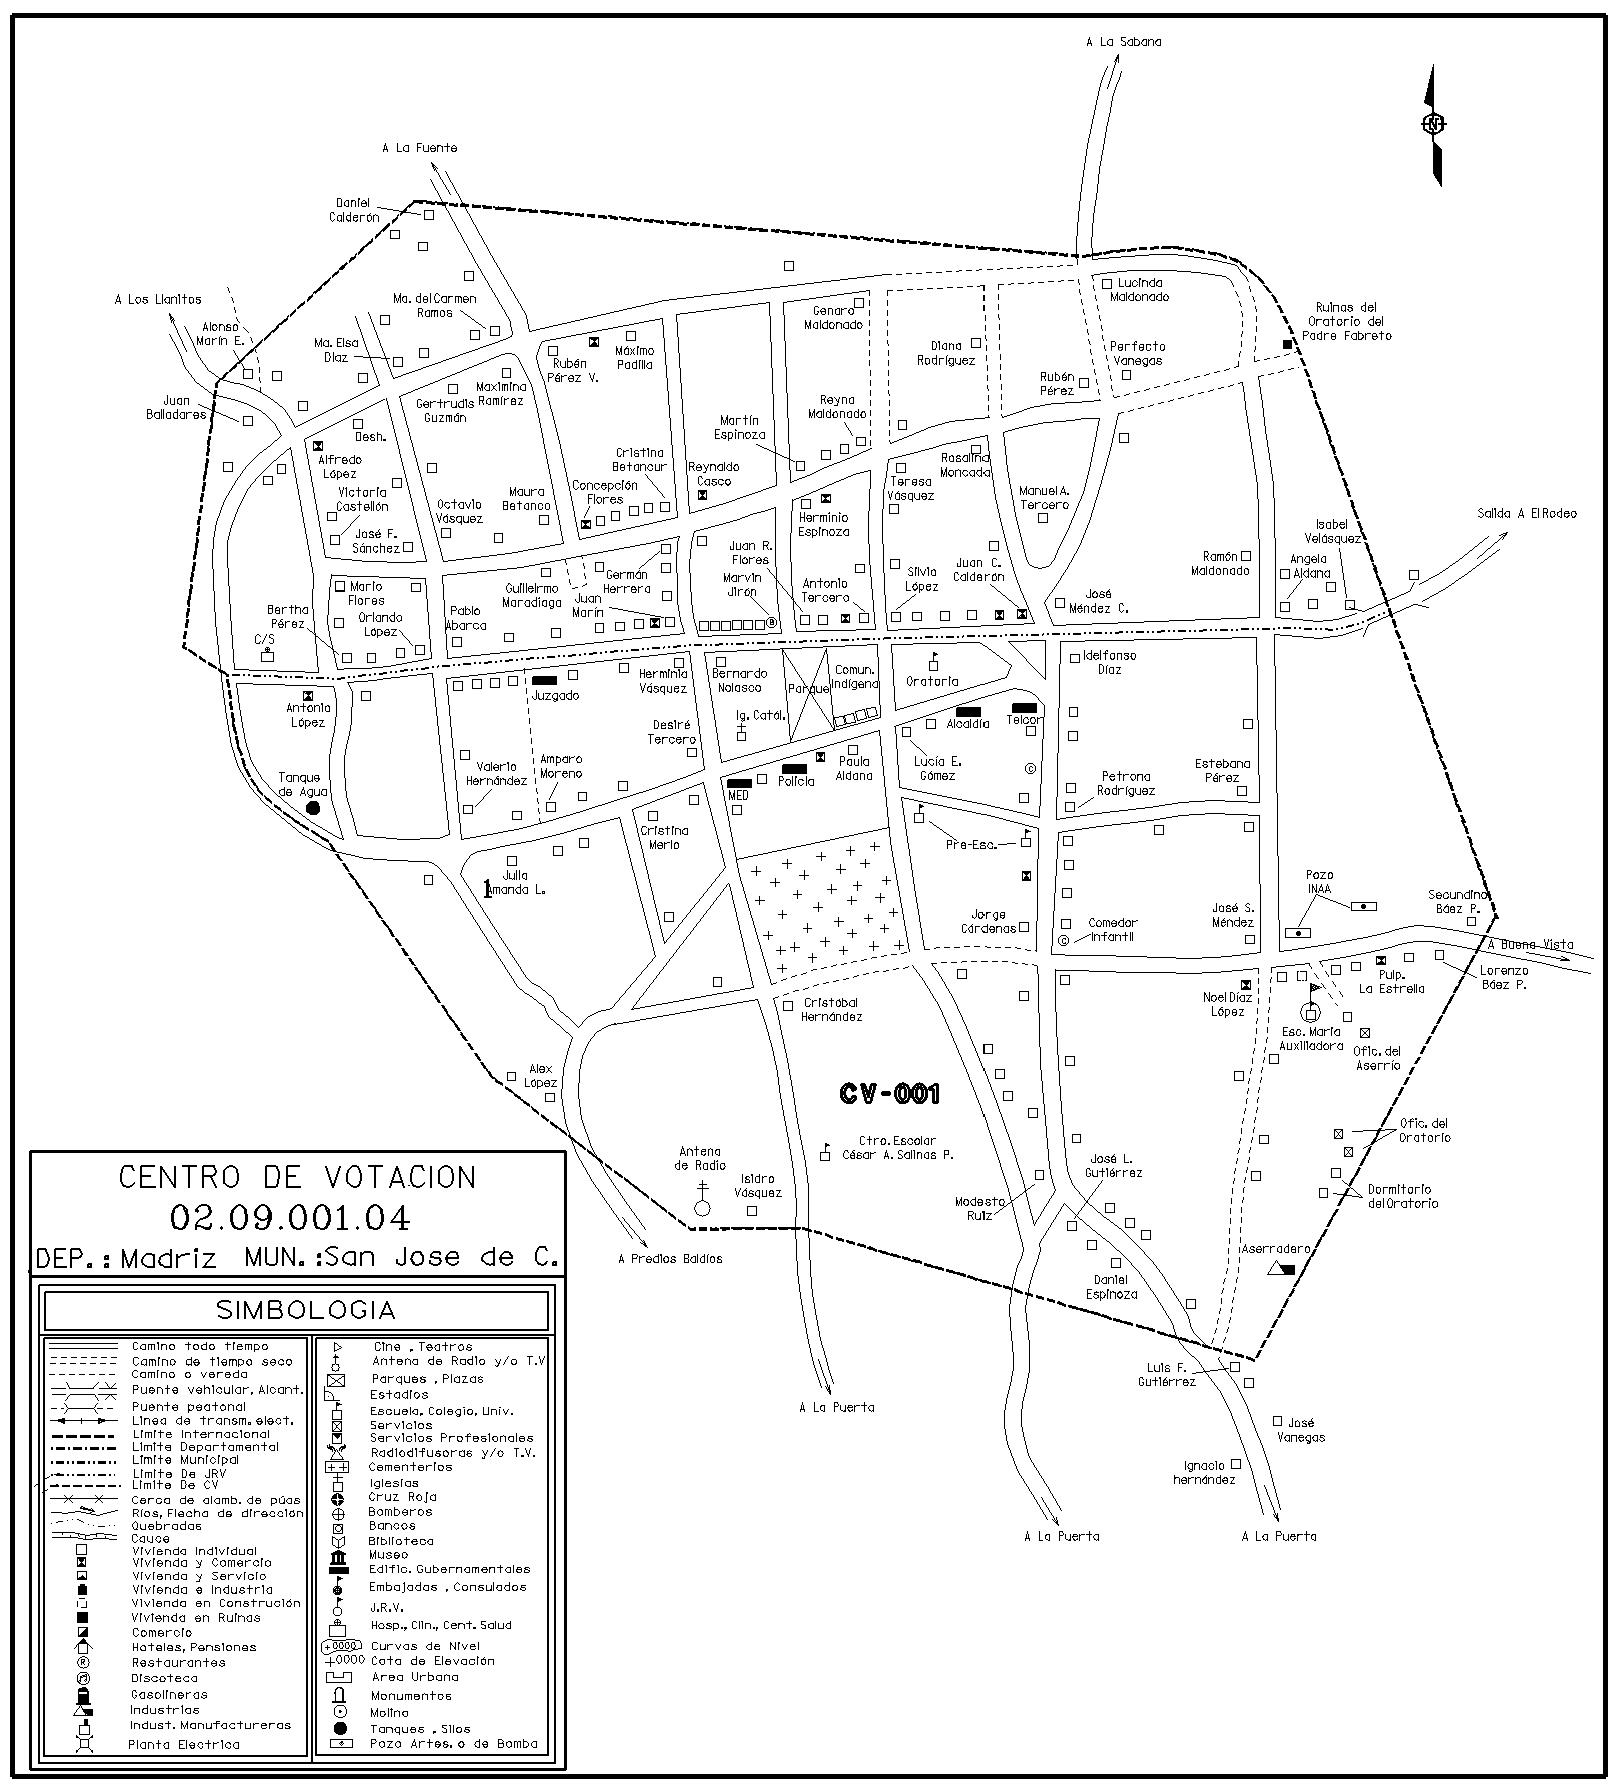 A La Sabana
N
A La Fuente
Daniel
Calderón
A Los Llanitos
Alonso
Marín E.
Ma. del Carmen
Ramos
Ma. Elsa
Díaz
Juan
Balladares
Lucinda
Maldonado
Ruinas del
Oratorio del
Padre Fabreto
Genaro
Maldonado
Diana
Rodríguez
Perfecto
Vanegas
Rubén
Pérez
Rubén
Pérez V.
Máximo
Padilla
Maximina
Ramírez
Gertrudis
Guzmán
Reyna
Maldonado
Martín
Espinoza
Desh.
Alfredo
López
Victoria
Castellón
José F.
Sánchez
Octavio
Vásquez
Maura
Betanco
Cristina
Betancur
Concepción
Flores
Reynaldo
Casco
Teresa
Vásquez
Rosalina
Moncada
Manuel A.
Tercero
Herminio
Espinoza
Salida A El Rodeo
Isabel
Velásquez
Angela
Aldana
Ramón
Maldonado
Juan R.
Flores
Marvin
Jirón
Antonio
Tercero
Silvia
López
Juan C.
Calderón
José
Méndez C.
Mario
Flores
Orlando
López
Bertha
Pérez
C/S
Pablo
Abarca
Guillelrmo
Maradiaga
Germán
Herrera
Juan
Marín
B
Ildelfonso
Díaz
Antonia
López
Juzgado
Herminia
Vásquez
Bernardo
Nolasco
Parque
Comun.
Indígena
Oratoria
Ig. Catól.
Desiré
Tercero
Alcaldía
Telcor
Lucía E.
Gómez
Paula
Aldana
Policía
MED
C
Petrona
Rodríguez
Estebana
Pérez
Tanque
de Agua
Valerio
Hernández
Amparo
Moreno
Cristina
Merlo
Julia
Amanda L.
1
Pre-Esc.
Jorge
Cárdenas
C
Comedor
Infantil
José S.
Méndez
Pozo
INAA
Secundino
Báez P.
A Buena Vista
Pulp.
La Estrella
Lorenzo
Báez P.
Noel Díaz
López
Esc. María
Auxiliadora
Ofic. del
Aserrío
Cristóbal
Hernández
Alex
López
CV-001
Ctro. Escolar
César A. Salinas P.
Antena
de Radio
Isidro
Vásquez
Modesto
Ruiz
José L.
Gutiérrez
Ofic. del
Oratorio
Dormitorio
del Oratorio
Aserradero
Daniel
Espinoza
A Predios Baldíos
A La Puerta
Luis F.
Gutiérrez
José
Vanegas
Ignacio
hernández
A La Puerta
A La Puerta
CENTRO DE VOTACION
02.09.001.04
DEP.: Madriz MUN.:San Jose de C.
SIMBOLOGIA
Camino todo tiempo
Camino de tiempo seco
Camino o vereda
Puente vehicular, Alcant.
Puente peatonal
Linea de transm. elect.
Limite Internacional
Limite Departamental
Limite Municipal
Limite De JRV
Limite De CV
Cerca de alamb. de púas
Ríos, Flecha de dirección
Quebradas
Cauce
Vivienda Individual
Vivienda y Comercio
Vivienda y Servicio
Vivienda e Industria
Vivienda en Construción
Vivienda en Ruinas
Comercio
Hoteles, Pensiones
R Restaurantes
Discoteca
Gasolineras
Industrias
Indust. Manufactureras
Planta Electrica
Cine , Teatros
Antena de Radio y/o T.V
Parques , Plazas
Estadios
Escuela, Colegio, Univ.
Servicios
Servicios Profesionales
Radiodifusoras y/o T.V.
Cementerios
Iglesias
Cruz Roja
Bomberos
Bancos
Biblioteca
Museo
Edific. Gubernamentales
Embajadas , Consulados
J.R.V.
Hosp., Clin., Cent. Salud
+0000 Curvas de Nivel
+0000 Cota de Elevación
Area Urbana
Monumentos
Molino
Tanques , Silos
Pozo Artes. o de Bomba